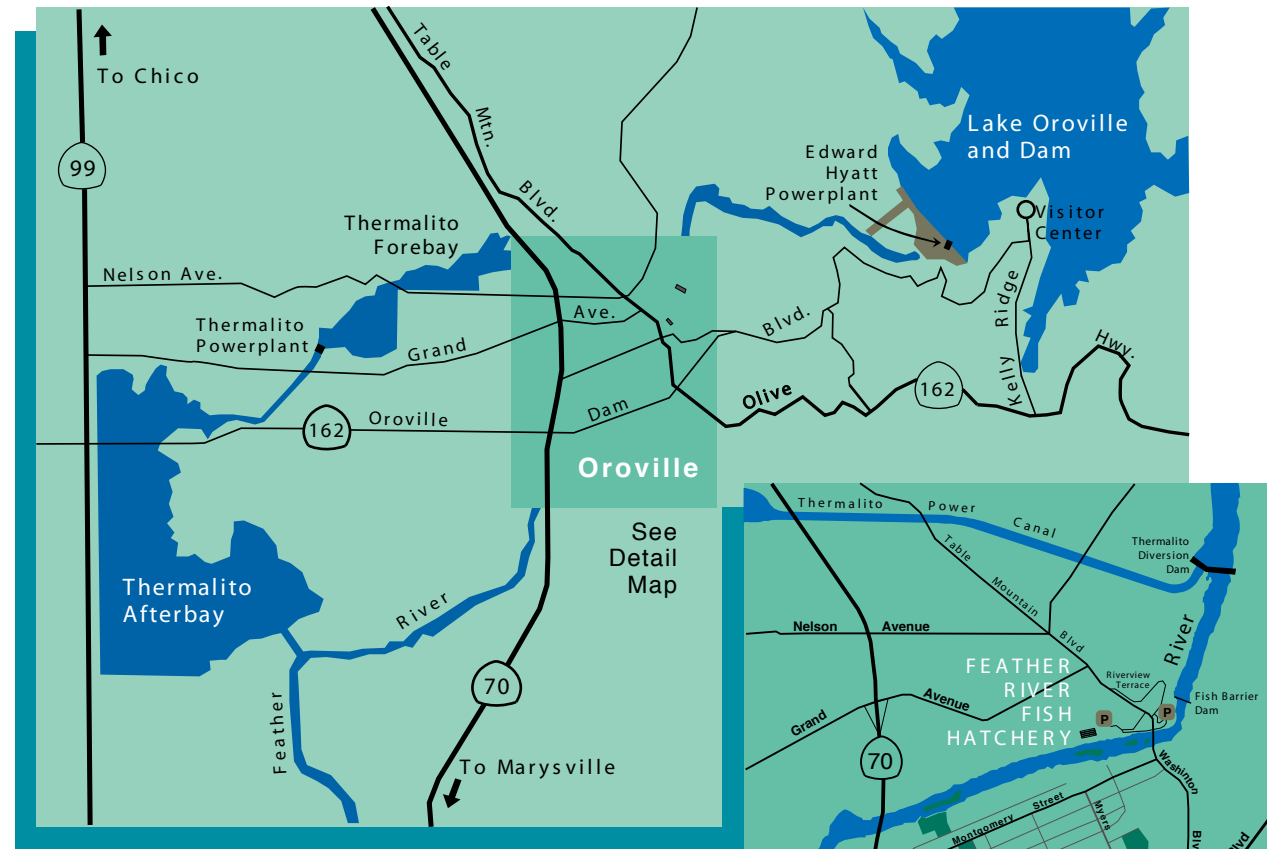 To Chico
99
Table
Mtn.
Blvd.
Lake Oroville
and Dam
Edward
Hyatt
Powerplant
Visitor
Center
Thermalito
Forebay
Nelson Ave.
Thermalito
Powerplant
Grand
Ave.
Blvd.
Kelly Ridge
Hwy.
162
Olive
162
Oroville
Dam
Oroville
See
Detail
Map
Thermalito
Afterbay
River
Feather
70
To Marysville
Thermalito Power Canal
Thermalito
Diversion
Dam
Table
Mountain
Blvd
Nelson Avenue
River
FEATHER
RIVER
FISH
HATCHERY
Riverview
Terrace
Fish Barrier
Dam
P
P
Grand
Avenue
70
Washinton
Montgomery Street
Myers